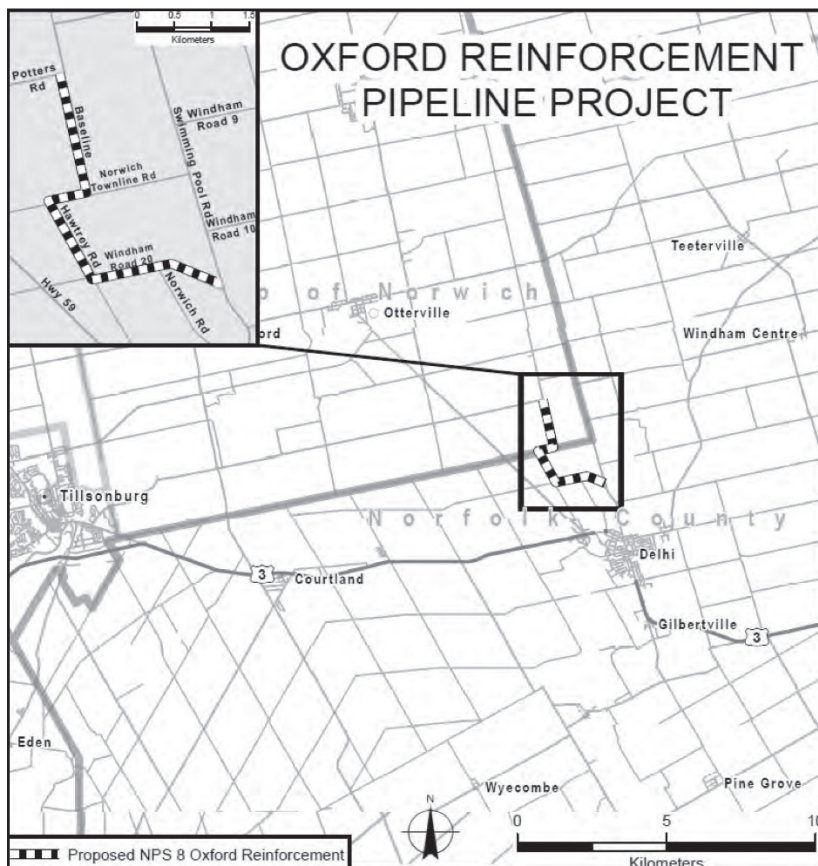 0 0.5 1 1.5
Kilometers
OXFORD REINFORCEMENT
PIPELINE PROJECT
Potters
Rd
Baseline
Swimming Pool Rd
Windham
Road 9
Norwich
Townline Rd
Hawtrey Rd
Windham
Road 20
Windham
Road 10
Norwich Rd
Hwy 59
Teeterville
of Norwich
Otterville
Windham Centre
Tillsonburg
Norfolk County
Delhi
3
Courtland
Gilbertville
3
Eden
Wyecombe
Pine Grove
N
0 5 10
Kilometers
Proposed NPS 8 Oxford Reinforcement